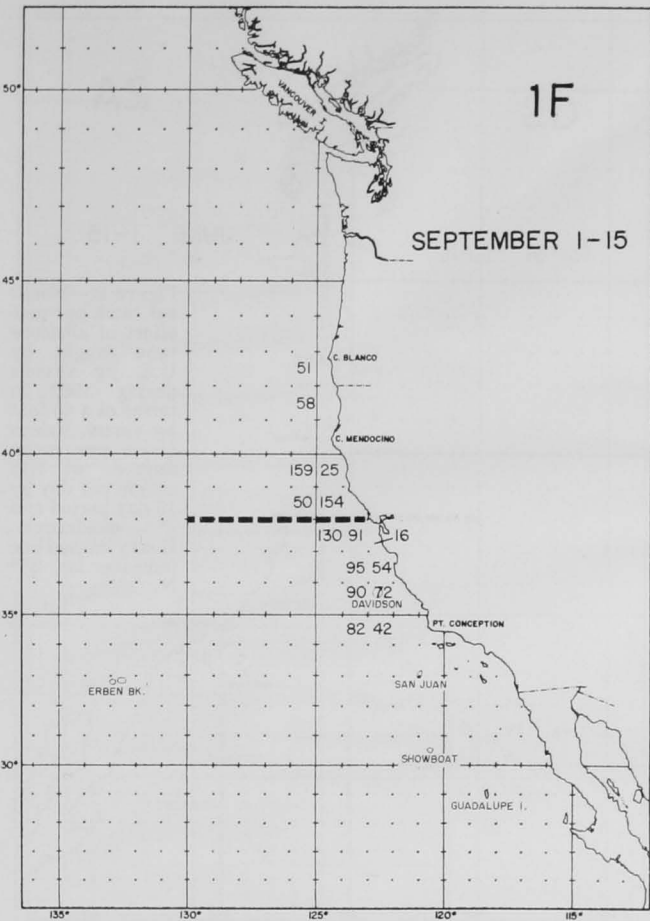 1F
50°
VANCOUVER I.
SEPTEMBER 1-15
45°
C. BLANCO
51
58
C. MENDOCINO
40°
159 25
50 154
130 91 16
95 54
90 72
DAVIDSON
35°
PT. CONCEPTION
82 42
ERBEN BK.
SAN JUAN
SHOWBOAT
30°
GUADALUPE I.
135° 130° 125° 120° 115°